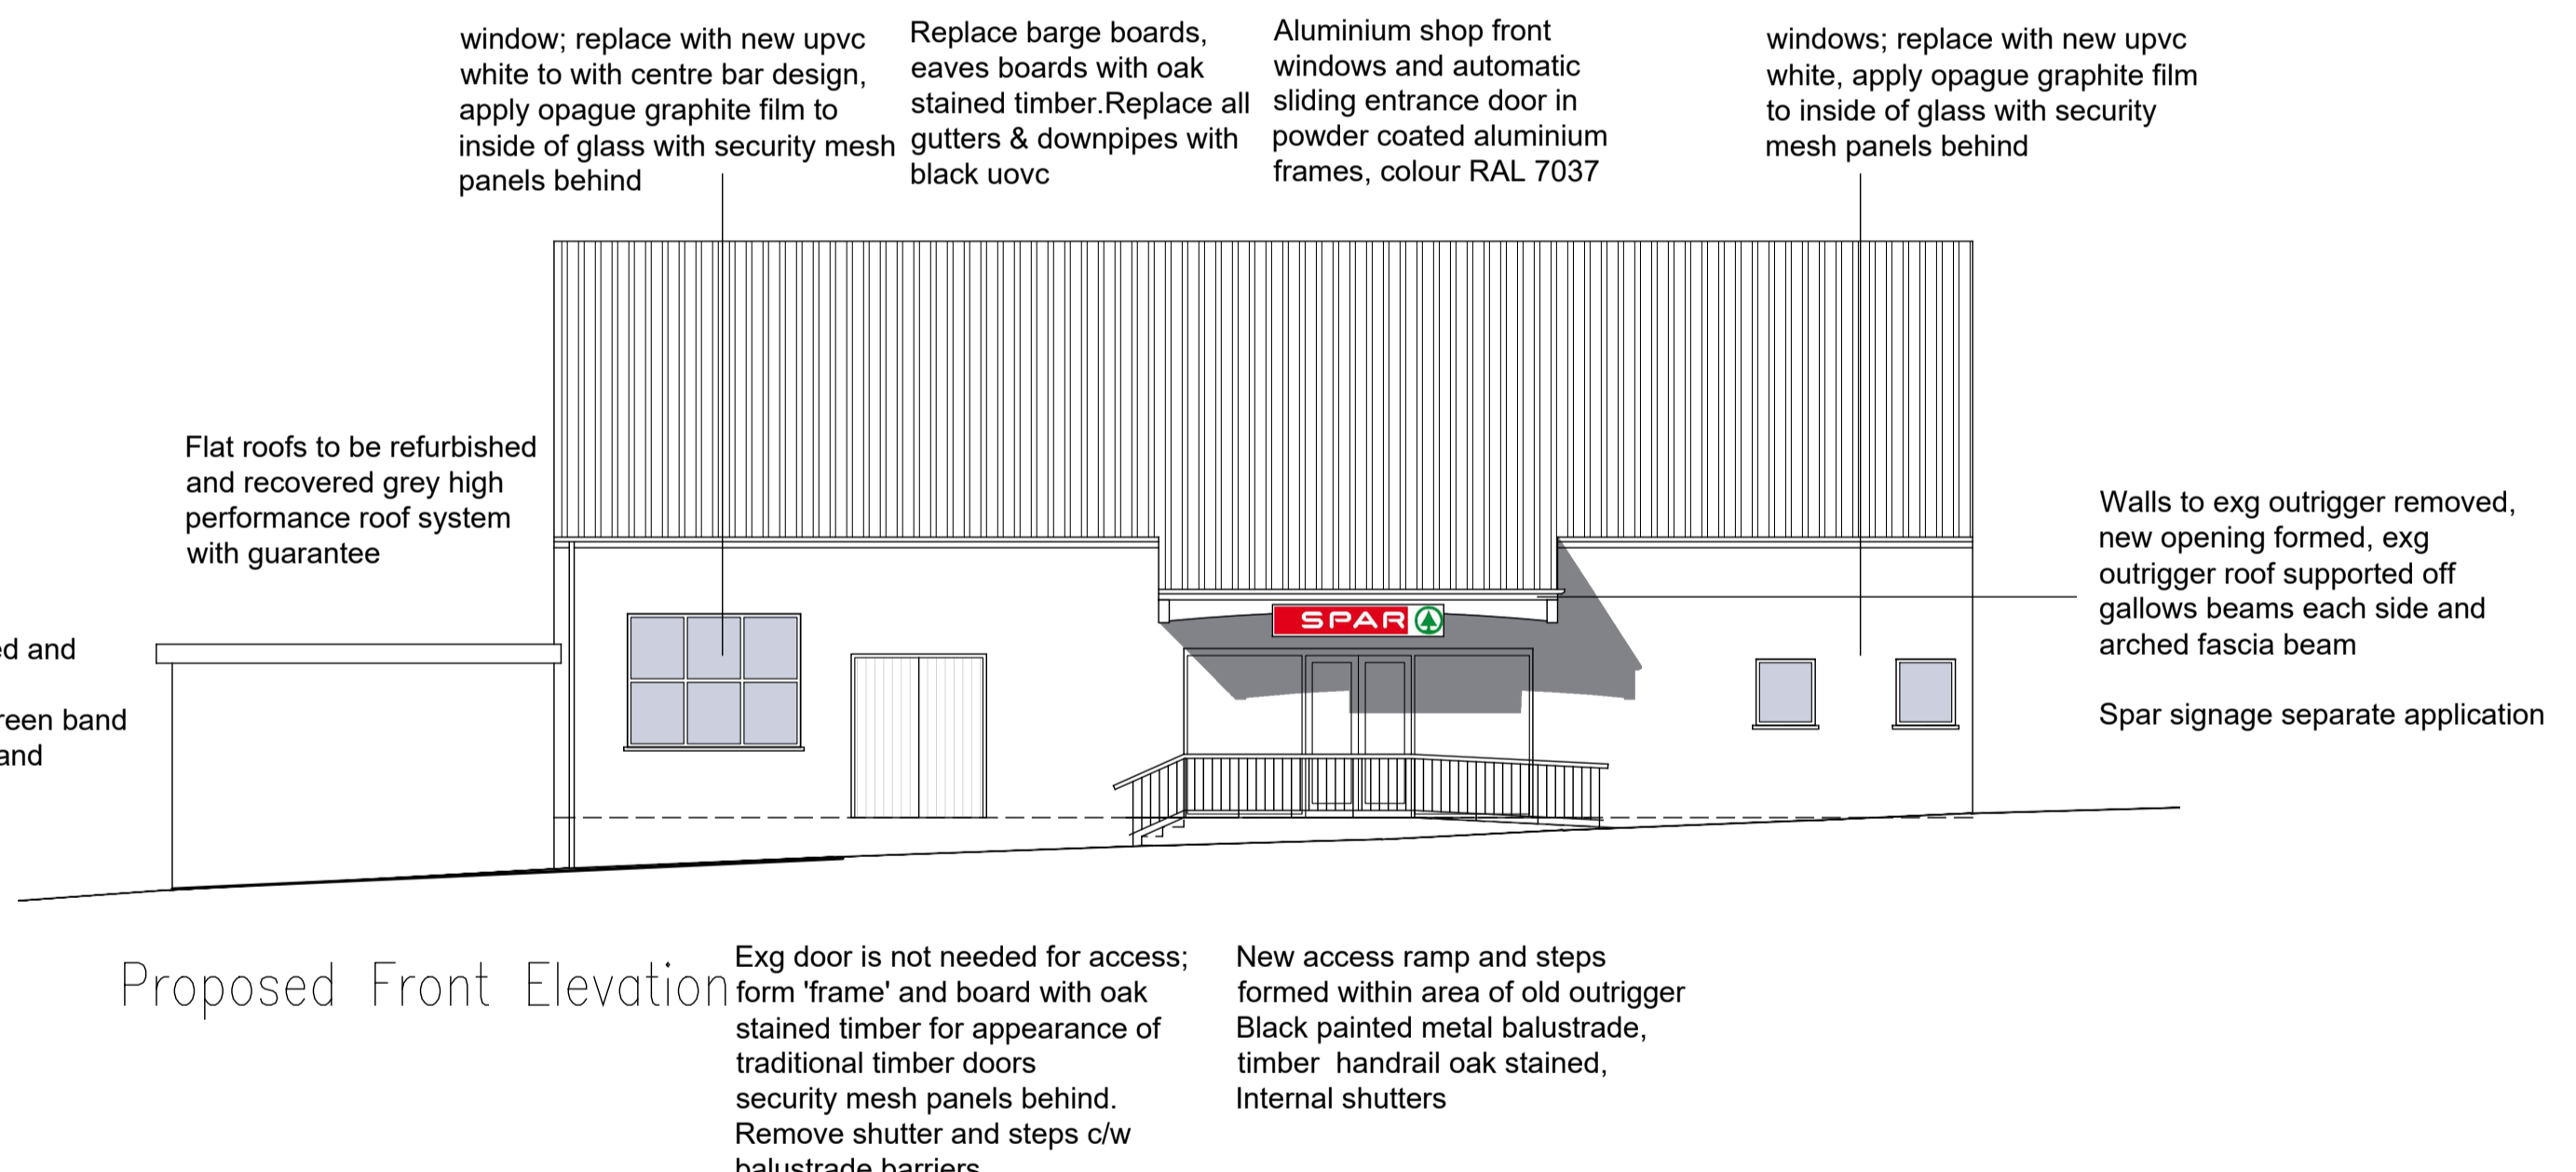 window; replace with new upvc
white to with centre bar design,
apply opague graphite film to
inside of glass with security mesh
panels behind
Replace barge boards,
eaves boards with oak
stained timber.Replace all
gutters & downpipes with
black uovc
Aluminium shop front
windows and automatic
sliding entrance door in
powder coated aluminium
frames, colour RAL 7037
windows; replace with new upvc
white, apply opague graphite film
to inside of glass with security
mesh panels behind
Flat roofs to be refurbished
and recovered grey high
performance roof system
with guarantee
Walls to exg outrigger removed,
new opening formed, exg
outrigger roof supported off
gallows beams each side and
arched fascia beam
Spar signage separate application
SPAR
and
band
and
Proposed Front Elevation
Exg door is not needed for access;
form 'frame' and board with oak
stained timber for appearance of
traditional timber doors
security mesh panels behind.
Remove shutter and steps c/w
balustrade barriers
New access ramp and steps
formed within area of old outrigger
Black painted metal balustrade,
timber handrail oak stained,
Internal shutters